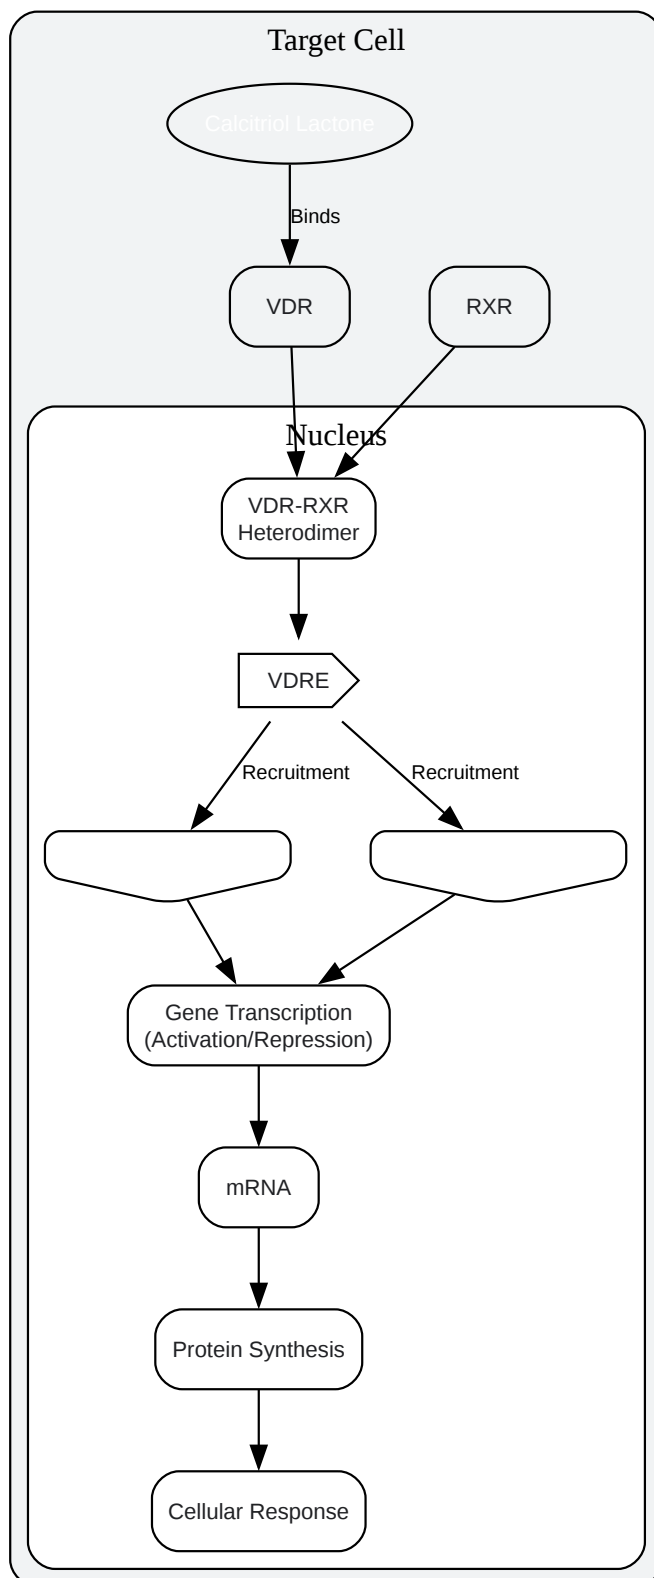 Target Cell
Calcitriol Lactone
Binds
VDR
RXR
Nucleus
VDR-RXR
Heterodimer
VDRE
Recruitment
Recruitment
Gene Transcription
(Activation/Repression)
mRNA
Protein Synthesis
Cellular Response